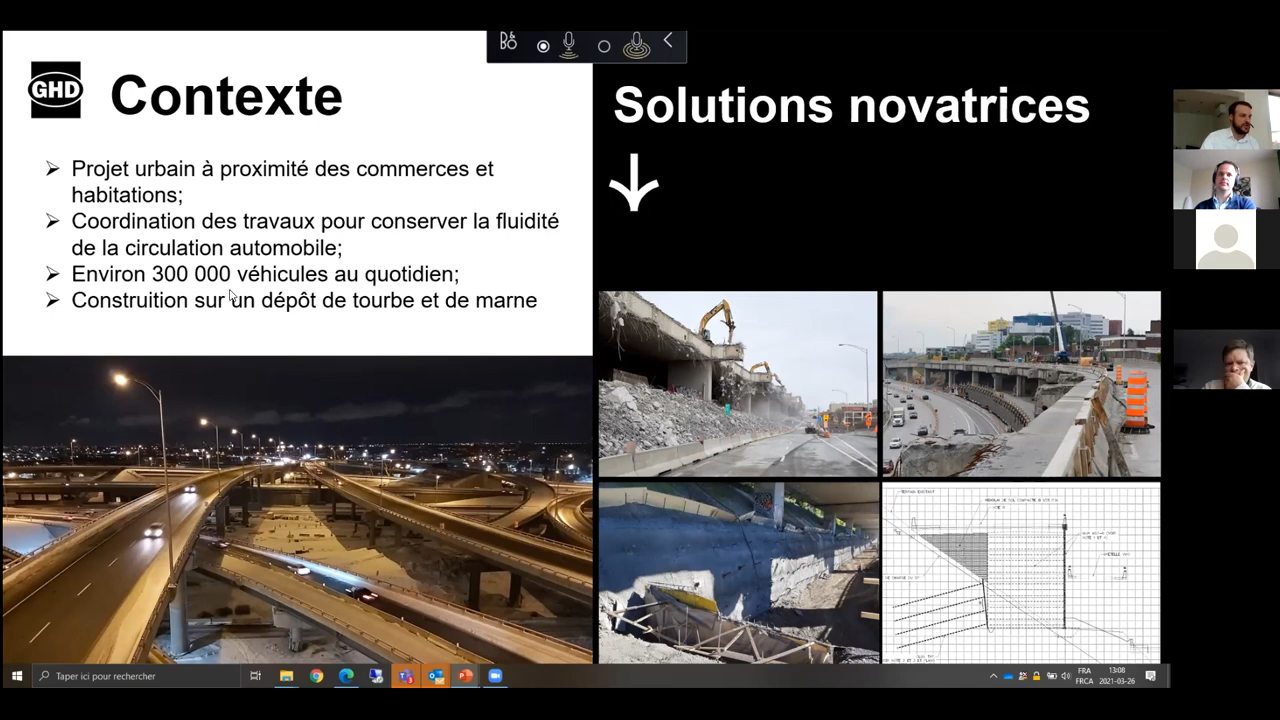 B&O
GHD
Contexte
Projet urbain à proximité des commerces et
habitations;
Coordination des travaux pour conserver la fluidité
de la circulation automobile;
Environ 300 000 véhicules au quotidien;
Construition sur un dépôt de tourbe et de marne
Solutions novatrices
Taper ici pour rechercher
FRA
FRCA
13:08
2021-03-26